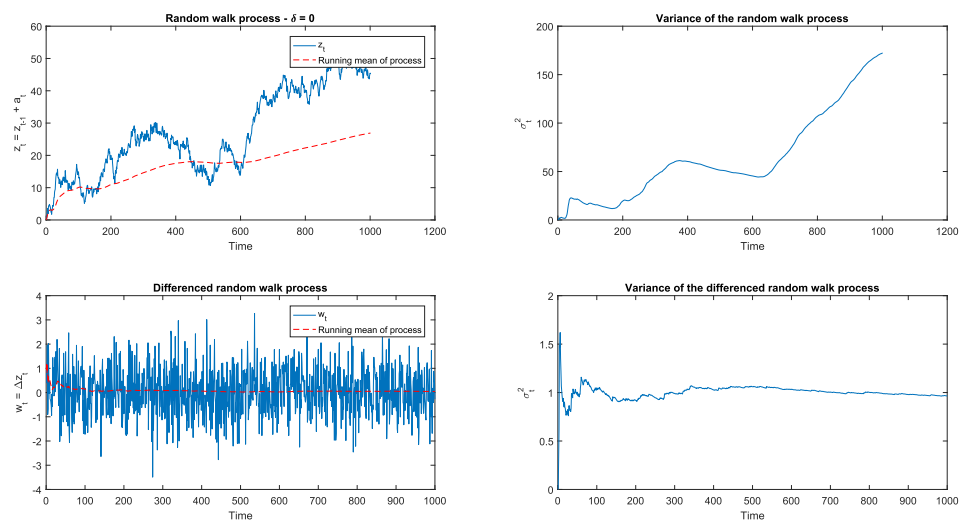 Random walk process - δ = 0
z_t = z_{t-1} + a_t
60
50
40
30
20
10
0
z_t
Running mean of process
0 200 400 600 800 1000 1200
Time
Variance of the random walk process
σ_t^2
200
150
100
50
0
0 200 400 600 800 1000 1200
Time
Differenced random walk process
w_t = Δz_t
4
3
2
1
0
-1
-2
-3
-4
w_t
Running mean of process
0 100 200 300 400 500 600 700 800 900 1000
Time
Variance of the differenced random walk process
σ_t^2
2
1.5
1
0.5
0
0 100 200 300 400 500 600 700 800 900 1000
Time